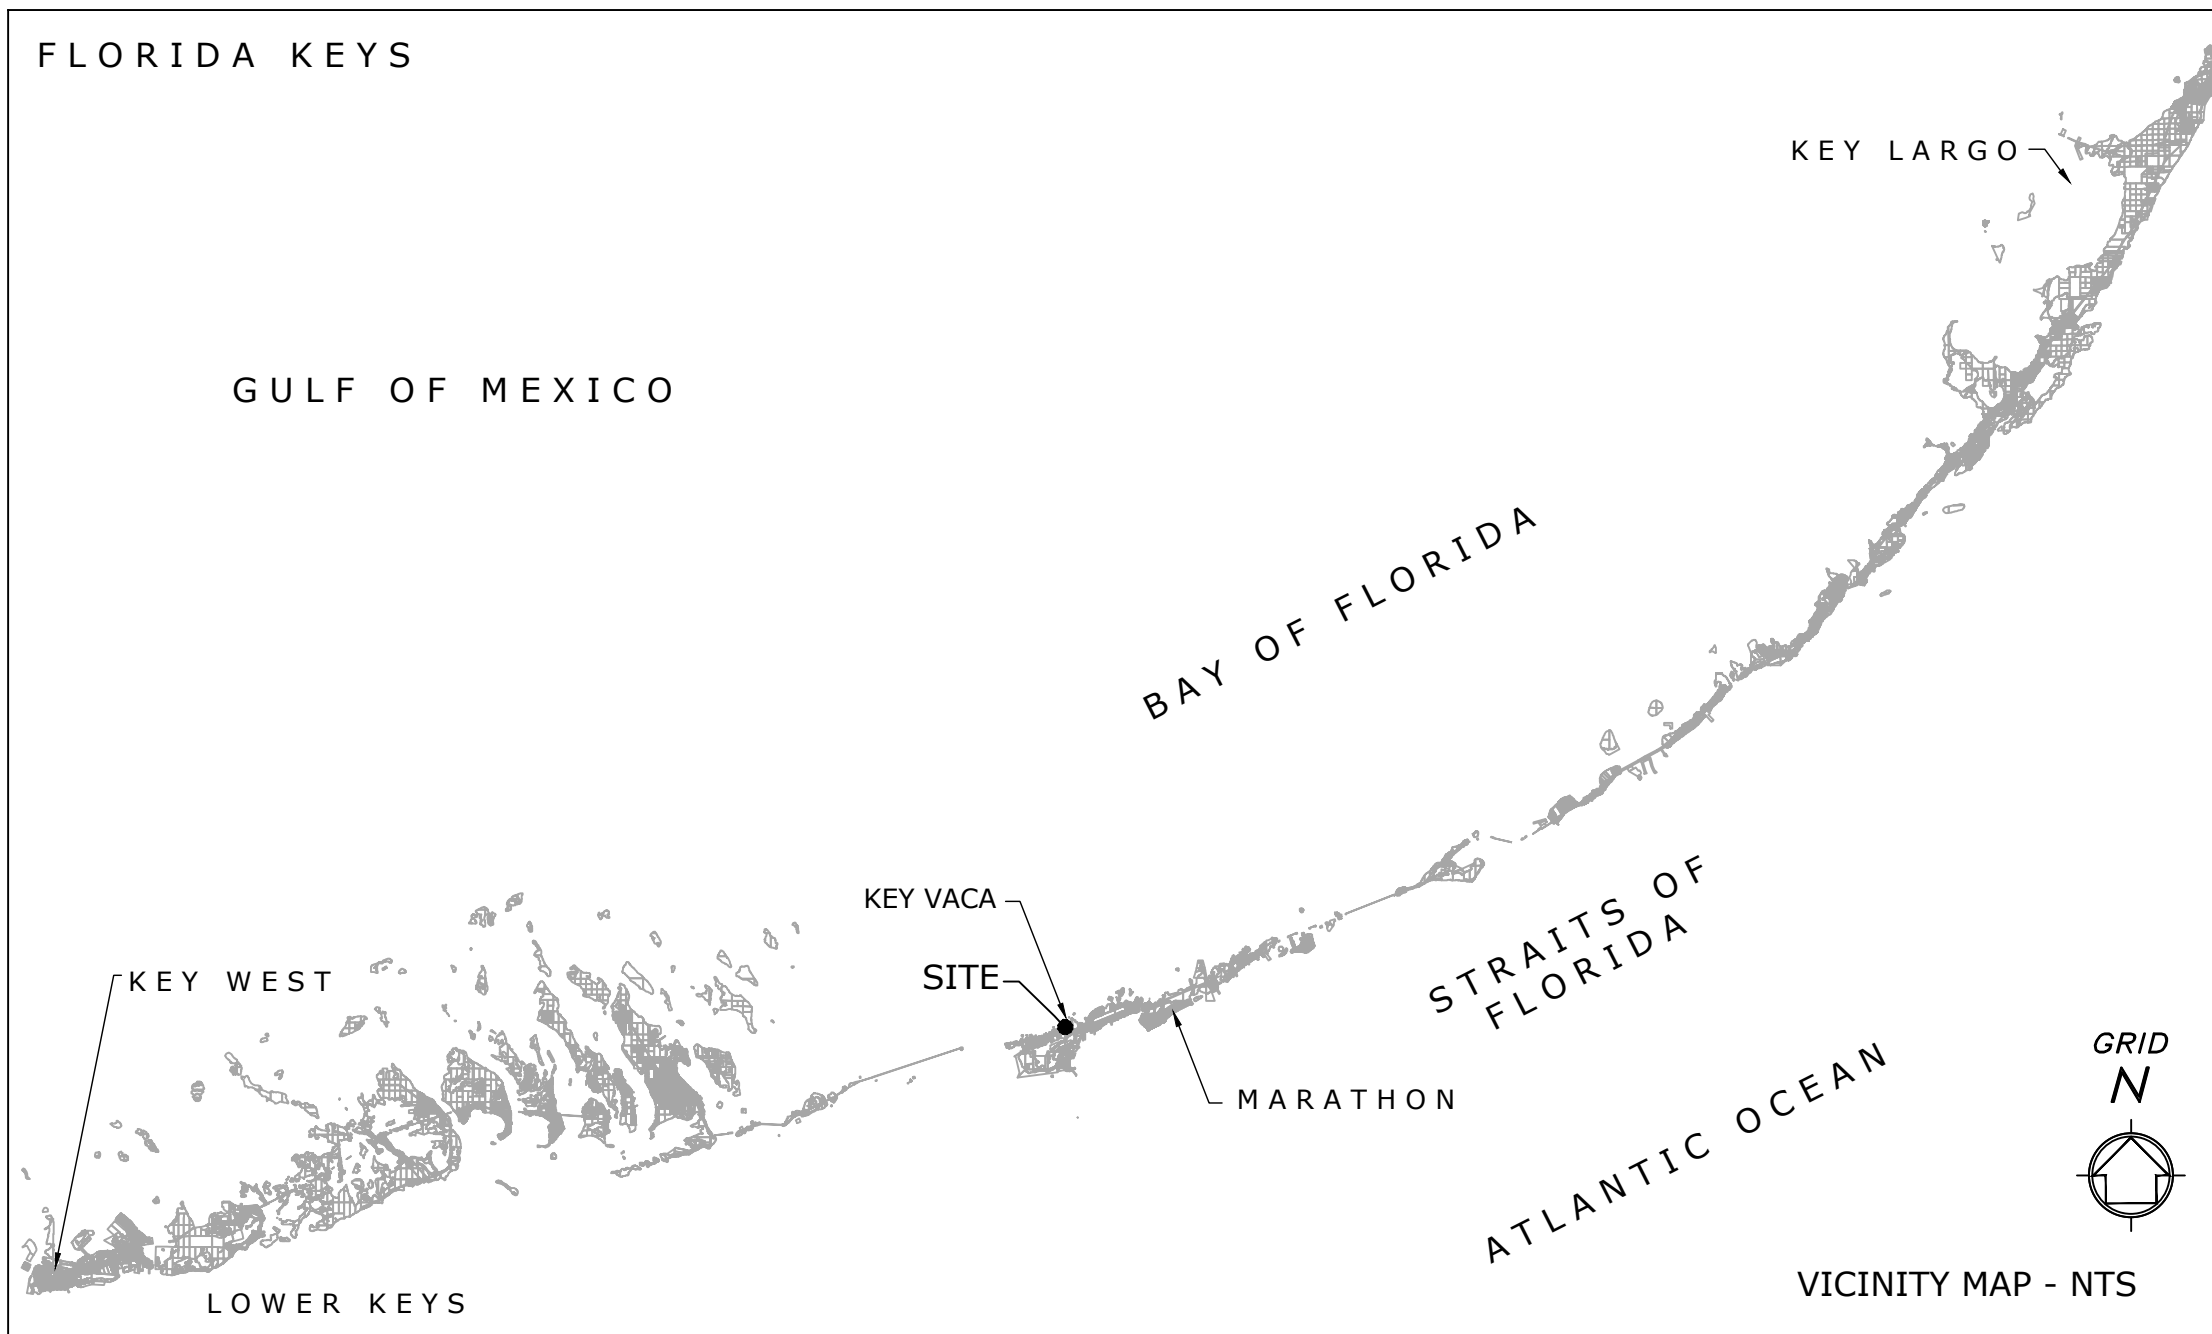 FLORIDA KEYS
KEY LARGO
GULF OF MEXICO
BAY OF FLORIDA
KEY VACA
SITE
KEY WEST
STRAITS OF
FLORIDA
MARATHON
ATLANTIC OCEAN
GRID
N
LOWER KEYS
VICINITY MAP - NTS